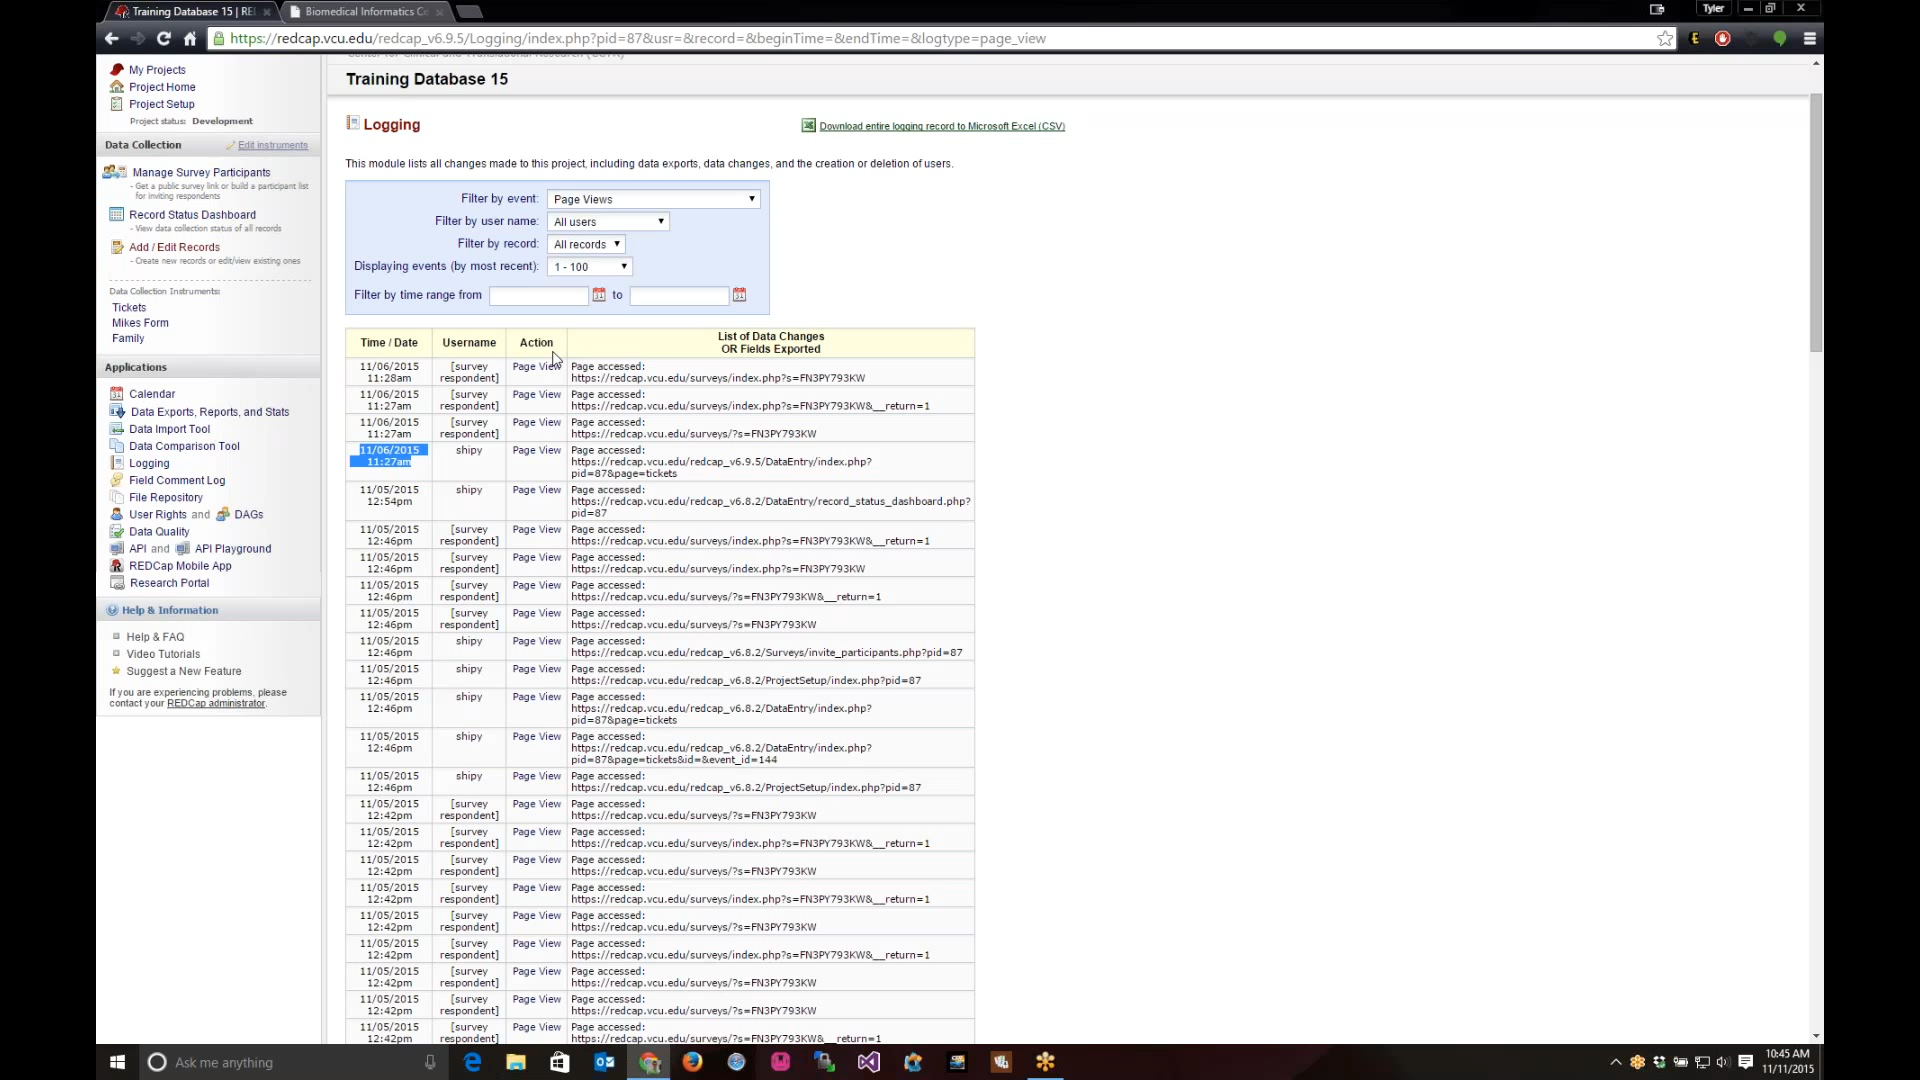 Training Database 15 | RE
Biomedical Informatics Co
Tyler
https://redcap.vcu.edu/redcap_v6.9.5/Logging/index.php?pid=87&usr=&record=&beginTime=&endTime=&logtype=page_view
My Projects
Project Home
Project Setup
Project status: Development
Data Collection
Edit instruments
Manage Survey Participants
- Get a public survey link or build a participant list
for inviting respondents
Record Status Dashboard
- View data collection status of all records
Add / Edit Records
- Create new records or edit/view existing ones
Data Collection Instruments:
Tickets
Mikes Form
Family
Applications
Calendar
Data Exports, Reports, and Stats
Data Import Tool
Data Comparison Tool
Logging
Field Comment Log
File Repository
User Rights and DAGs
Data Quality
API and API Playground
REDCap Mobile App
Research Portal
Help & Information
Help & FAQ
Video Tutorials
Suggest a New Feature
If you are experiencing problems, please
contact your REDCap administrator.
Training Database 15
Logging
Download entire logging record to Microsoft Excel (CSV)
This module lists all changes made to this project, including data exports, data changes, and the creation or deletion of users.
Filter by event: Page Views
Filter by user name: All users
Filter by record: All records
Displaying events (by most recent): 1 - 100
Filter by time range from to
Time / Date Username Action List of Data Changes
OR Fields Exported
11/06/2015 [survey Page View Page accessed:
11:28am respondent] https://redcap.vcu.edu/surveys/index.php?s=FN3PY793KW
11/06/2015 [survey Page View Page accessed:
11:27am respondent] https://redcap.vcu.edu/surveys/index.php?s=FN3PY793KW&__return=1
11/06/2015 [survey Page View Page accessed:
11:27am respondent] https://redcap.vcu.edu/surveys/?s=FN3PY793KW
11/06/2015 shipy Page View Page accessed:
11:27am https://redcap.vcu.edu/redcap_v6.9.5/DataEntry/index.php?
pid=87&page=tickets
11/05/2015 shipy Page View Page accessed:
12:54pm https://redcap.vcu.edu/redcap_v6.8.2/DataEntry/record_status_dashboard.php?
pid=87
11/05/2015 [survey Page View Page accessed:
12:46pm respondent] https://redcap.vcu.edu/surveys/index.php?s=FN3PY793KW&__return=1
11/05/2015 [survey Page View Page accessed:
12:46pm respondent] https://redcap.vcu.edu/surveys/index.php?s=FN3PY793KW
11/05/2015 [survey Page View Page accessed:
12:46pm respondent] https://redcap.vcu.edu/surveys/?s=FN3PY793KW&__return=1
11/05/2015 [survey Page View Page accessed:
12:46pm respondent] https://redcap.vcu.edu/surveys/?s=FN3PY793KW
11/05/2015 shipy Page View Page accessed:
12:46pm https://redcap.vcu.edu/redcap_v6.8.2/Surveys/invite_participants.php?pid=87
11/05/2015 shipy Page View Page accessed:
12:46pm https://redcap.vcu.edu/redcap_v6.8.2/ProjectSetup/index.php?pid=87
11/05/2015 shipy Page View Page accessed:
12:46pm https://redcap.vcu.edu/redcap_v6.8.2/DataEntry/index.php?
pid=87&page=tickets
11/05/2015 shipy Page View Page accessed:
12:46pm https://redcap.vcu.edu/redcap_v6.8.2/DataEntry/index.php?
pid=87&page=tickets&id=&event_id=144
11/05/2015 shipy Page View Page accessed:
12:46pm https://redcap.vcu.edu/redcap_v6.8.2/ProjectSetup/index.php?pid=87
11/05/2015 [survey Page View Page accessed:
12:42pm respondent] https://redcap.vcu.edu/surveys/?s=FN3PY793KW
11/05/2015 [survey Page View Page accessed:
12:42pm respondent] https://redcap.vcu.edu/surveys/index.php?s=FN3PY793KW&__return=1
11/05/2015 [survey Page View Page accessed:
12:42pm respondent] https://redcap.vcu.edu/surveys/?s=FN3PY793KW
11/05/2015 [survey Page View Page accessed:
12:42pm respondent] https://redcap.vcu.edu/surveys/index.php?s=FN3PY793KW&__return=1
11/05/2015 [survey Page View Page accessed:
12:42pm respondent] https://redcap.vcu.edu/surveys/?s=FN3PY793KW
11/05/2015 [survey Page View Page accessed:
12:42pm respondent] https://redcap.vcu.edu/surveys/index.php?s=FN3PY793KW&__return=1
11/05/2015 [survey Page View Page accessed:
12:42pm respondent] https://redcap.vcu.edu/surveys/?s=FN3PY793KW
11/05/2015 [survey Page View Page accessed:
12:42pm respondent] https://redcap.vcu.edu/surveys/?s=FN3PY793KW
11/05/2015 [survey Page View Page accessed:
12:42pm respondent] https://redcap.vcu.edu/surveys/?s=FN3PY793KW&__return=1
Ask me anything
10:45 AM
11/11/2015